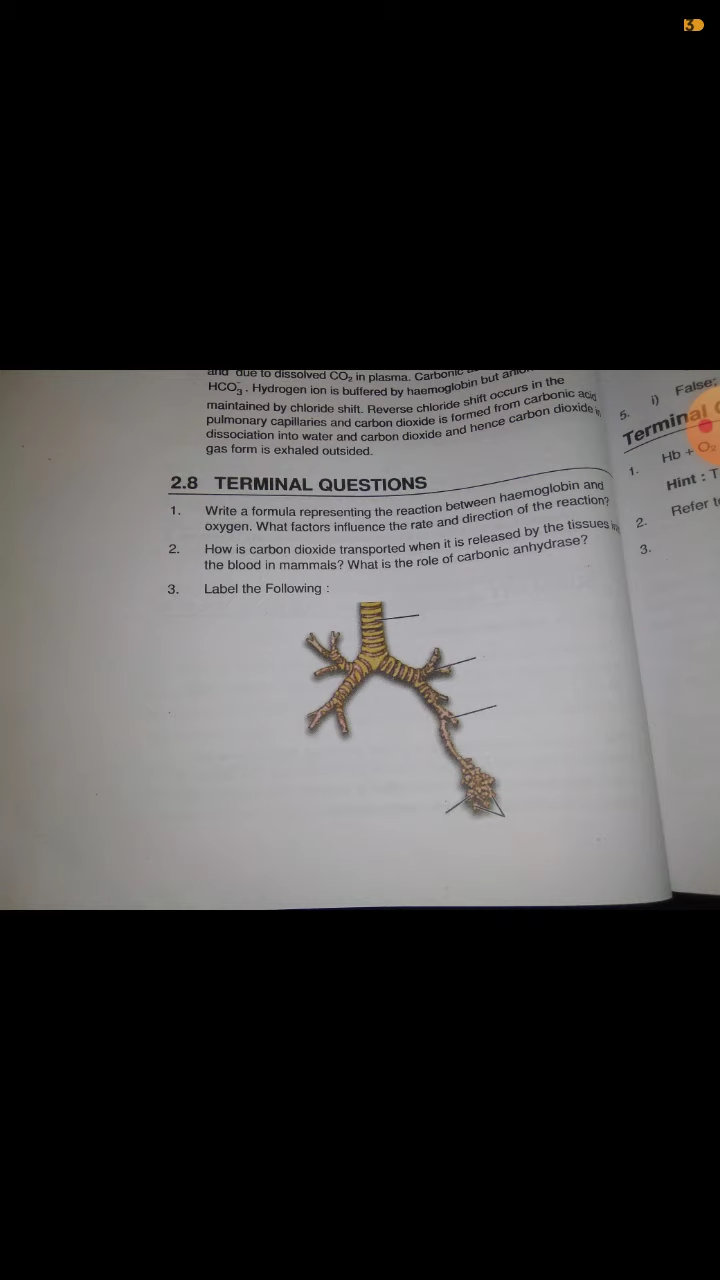 and due to dissolved CO₂ in plasma. Carbonic
HCO₃⁻. Hydrogen ion is buffered by haemoglobin but
maintained by chloride shift. Reverse chloride shift occurs in the
pulmonary capillaries and carbon dioxide is formed from carbonic acid
dissociation into water and carbon dioxide and hence carbon dioxide in
gas form is exhaled outsided.
2.8 TERMINAL QUESTIONS
1. Write a formula representing the reaction between haemoglobin and
oxygen. What factors influence the rate and direction of the reaction?
2. How is carbon dioxide transported when it is released by the tissues
the blood in mammals? What is the role of carbonic anhydrase?
3. Label the Following :
5. i) False;
Terminal
1. Hb + O₂
Hint : T
2. Refer to
3.
3